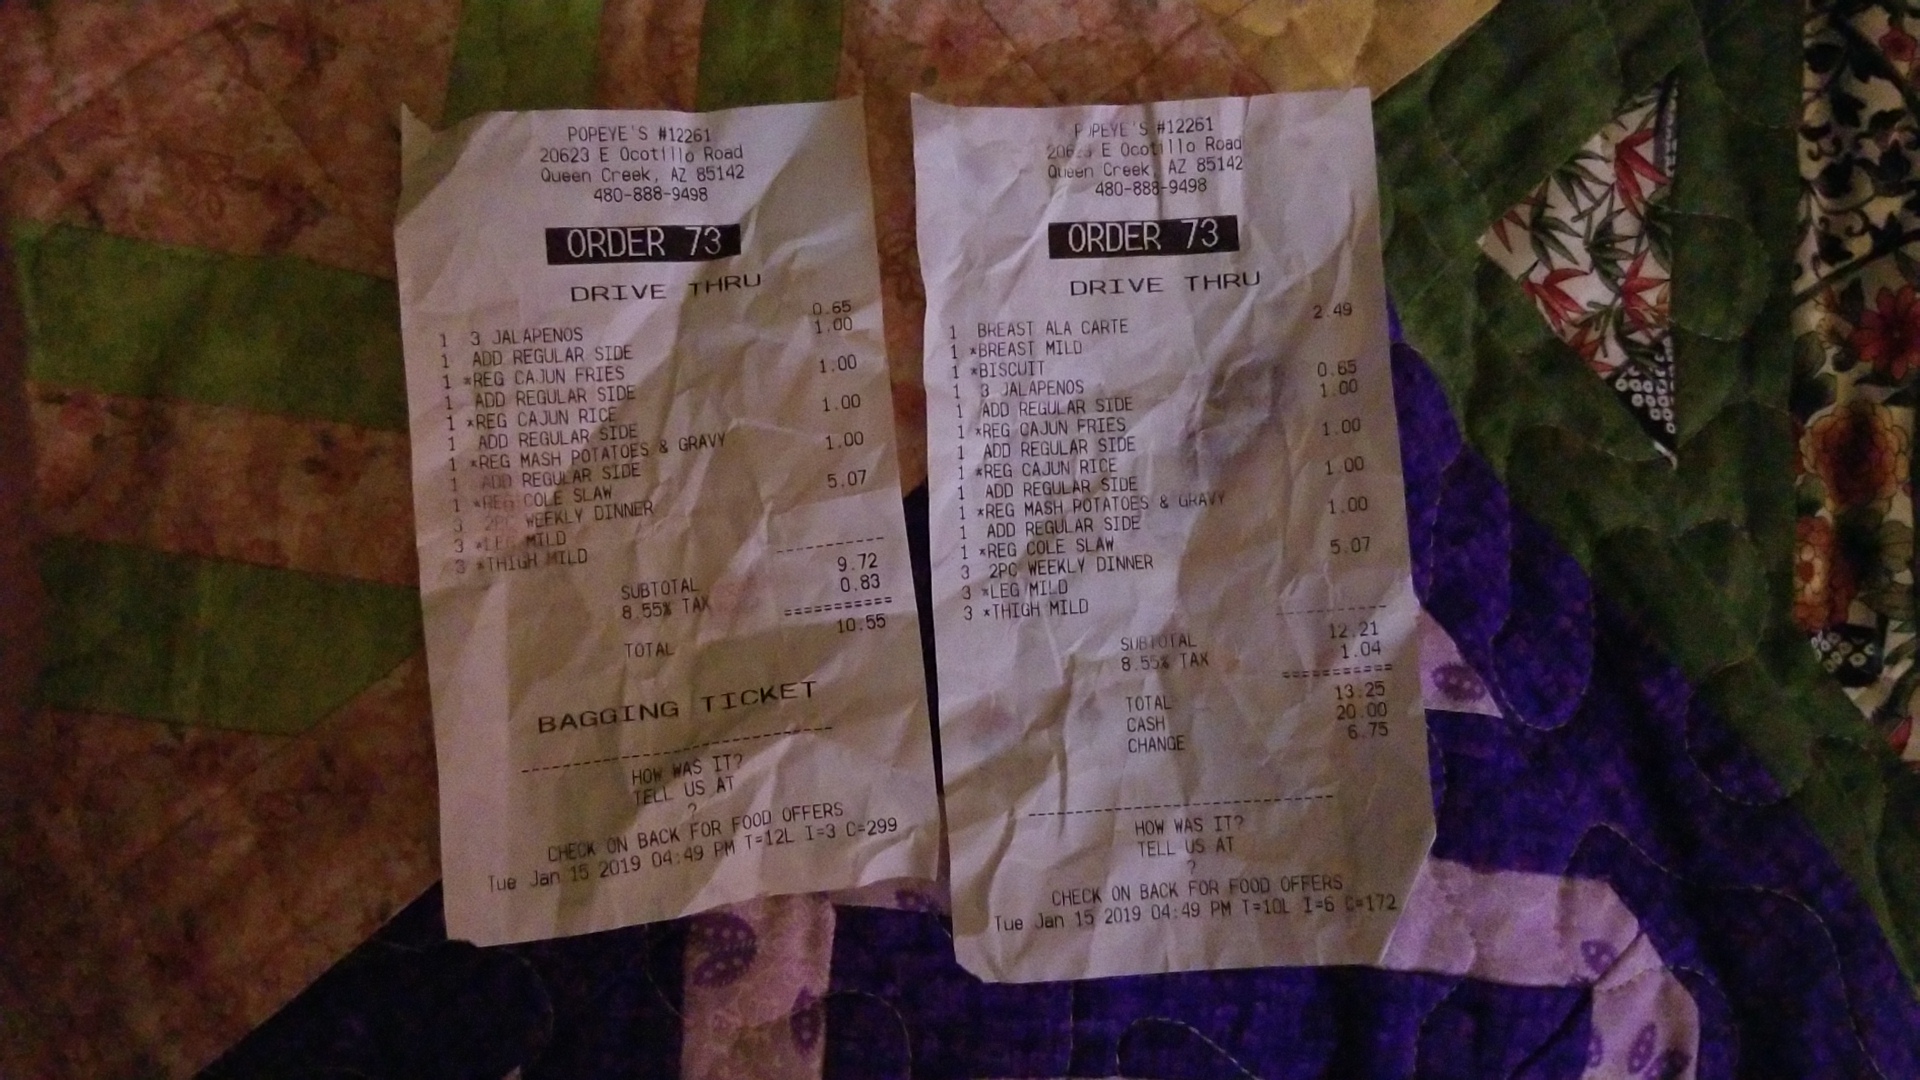 POPEYE'S #12261
20623 E Ocotillo Road
Queen Creek, AZ 85142
480-888-9498
ORDER 73
DRIVE THRU
1 3 JALAPENOS 0.65
1 ADD REGULAR SIDE 1.00
1 *REG CAJUN FRIES
1 ADD REGULAR SIDE 1.00
1 *REG CAJUN RICE
1 ADD REGULAR SIDE 1.00
1 *REG MASH POTATOES & GRAVY
1 ADD REGULAR SIDE 1.00
1 *REG COLE SLAW
3 2PC WEEKLY DINNER 5.07
3 *LEG MILD
3 *THIGH MILD
SUBTOTAL 9.72
8.55% TAX 0.83
TOTAL 10.55
BAGGING TICKET
HOW WAS IT?
TELL US AT
?
CHECK ON BACK FOR FOOD OFFERS
Tue Jan 15 2019 04:49 PM T=12L I=3 C=299
POPEYE'S #12261
20623 E Ocotillo Road
Queen Creek, AZ 85142
480-888-9498
ORDER 73
DRIVE THRU
1 BREAST ALA CARTE 2.49
1 *BREAST MILD
1 *BISCUIT
1 3 JALAPENOS 0.65
1 ADD REGULAR SIDE 1.00
1 *REG CAJUN FRIES
1 ADD REGULAR SIDE 1.00
1 *REG CAJUN RICE
1 ADD REGULAR SIDE 1.00
1 *REG MASH POTATOES & GRAVY
1 ADD REGULAR SIDE 1.00
1 *REG COLE SLAW
3 2PC WEEKLY DINNER 5.07
3 *LEG MILD
3 *THIGH MILD
SUBTOTAL 12.21
8.55% TAX 1.04
TOTAL 13.25
CASH 20.00
CHANGE 6.75
HOW WAS IT?
TELL US AT
?
CHECK ON BACK FOR FOOD OFFERS
Tue Jan 15 2019 04:49 PM T=10L I=6 C=172